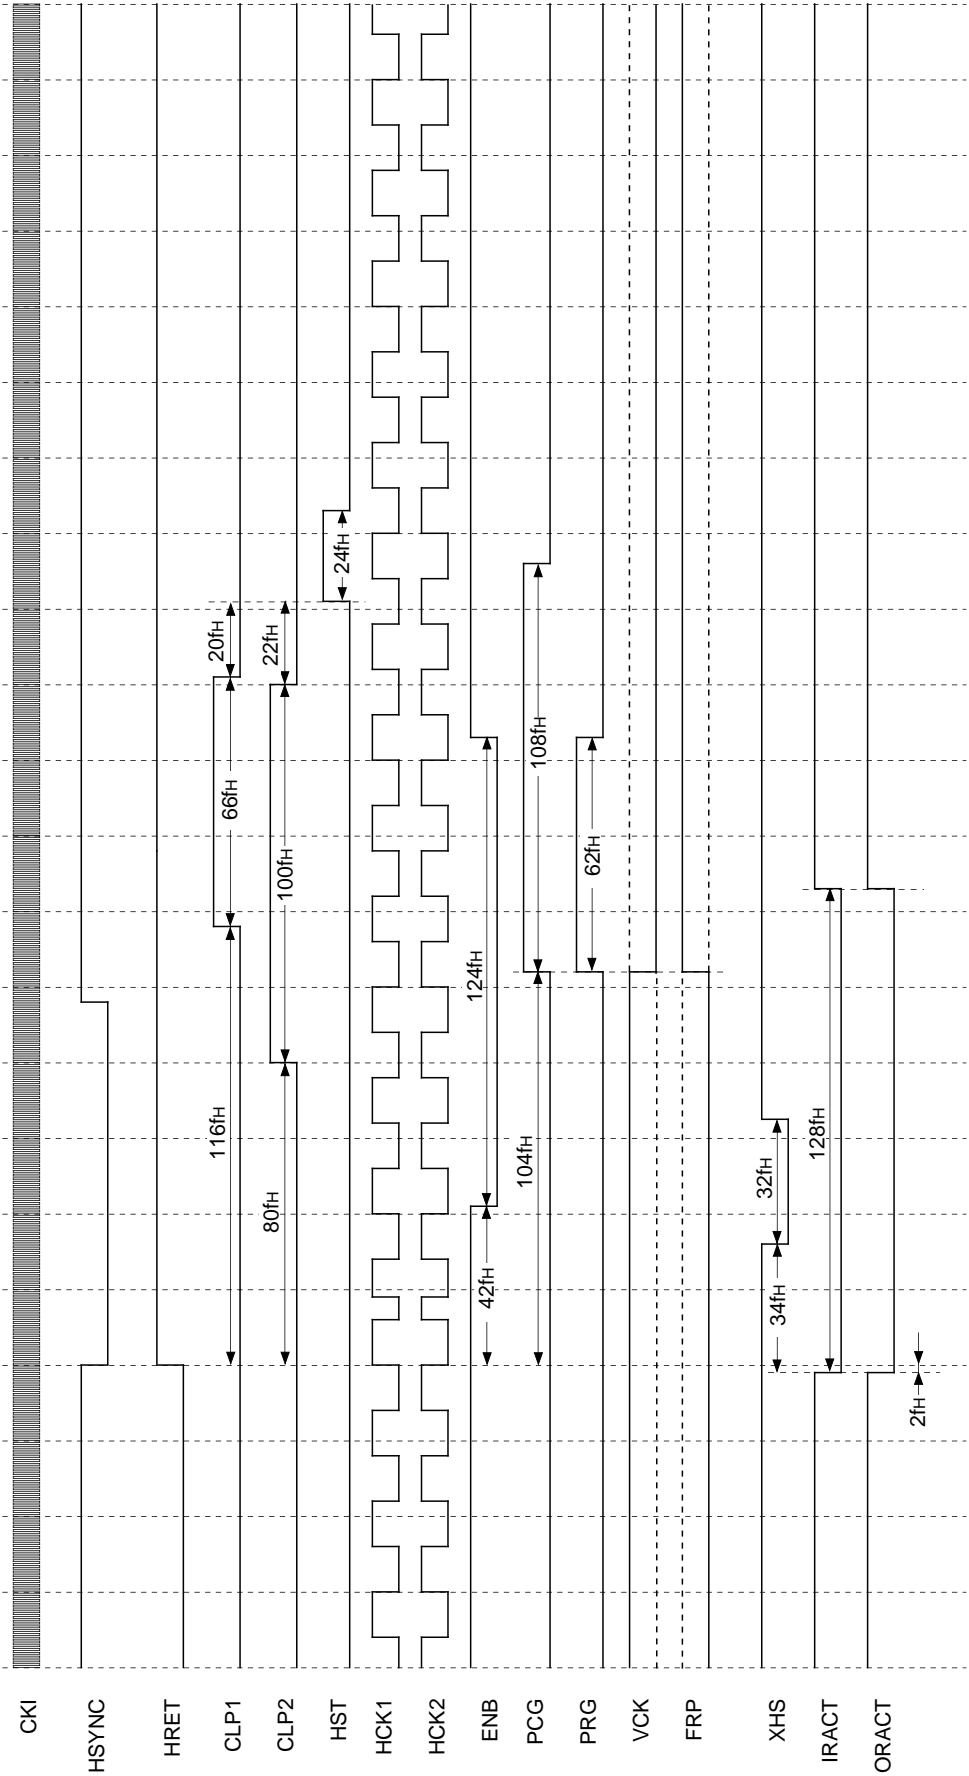 CKI
HSYNC
HRET
116fH
66fH
20fH
CLP1
80fH
100fH
22fH
CLP2
24fH
HST
HCK1
HCK2
42fH
124fH
ENB
104fH
108fH
PCG
62fH
PRG
VCK
FRP
34fH
32fH
XHS
128fH
IRACT
2fH
ORACT